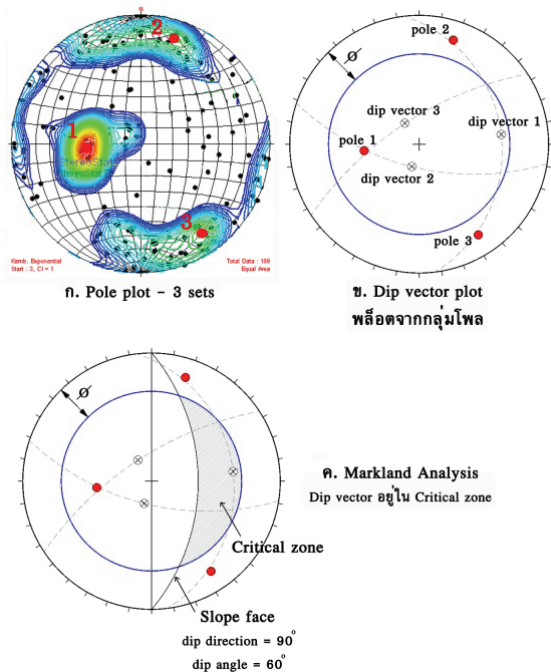 N
2
1
StereoStat
StereoStat
3
Kamb. Exponential
Start : 3, CI = 1
Total Data : 109
Equal Area
ก. Pole plot - 3 sets
pole 2
Ø
dip vector 3
dip vector 1
pole 1
dip vector 2
pole 3
ข. Dip vector plot
พล็อตจากกลุ่มโพล
Ø
ค. Markland Analysis
Dip vector อยู่ใน Critical zone
Critical zone
Slope face
dip direction = 90°
dip angle = 60°